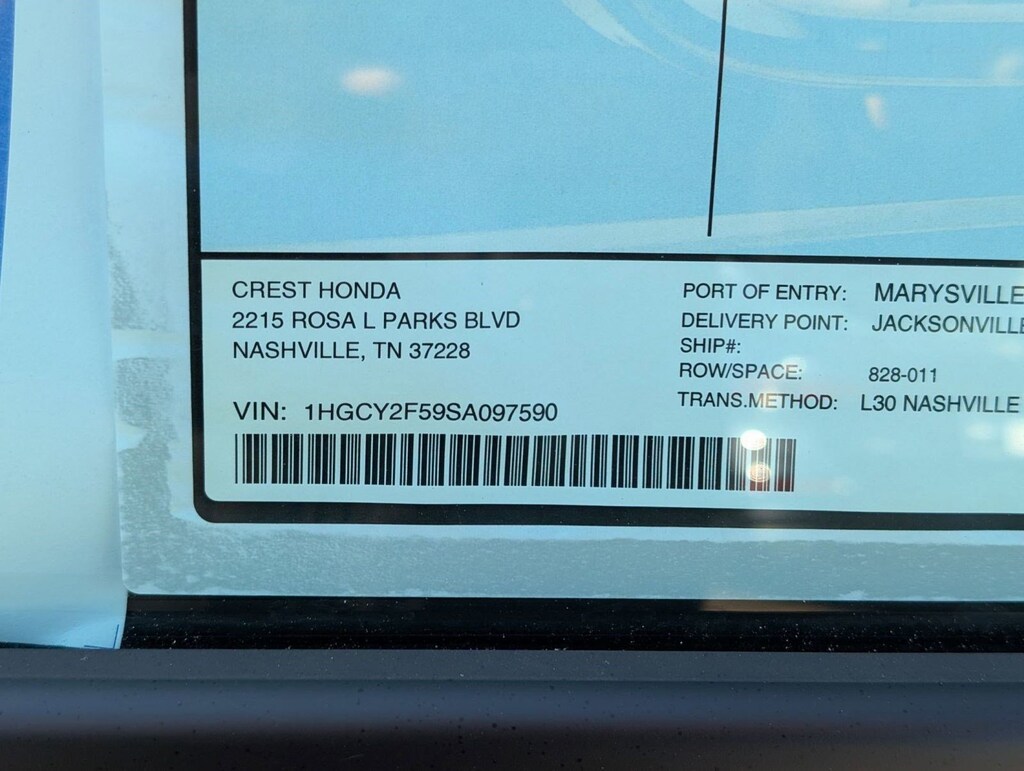 CREST HONDA
2215 ROSA L PARKS BLVD
NASHVILLE, TN 37228
VIN: 1HGCY2F59SA097590
PORT OF ENTRY: MARYSVILLE
DELIVERY POINT: JACKSONVILLE
SHIP#:
ROW/SPACE: 828-011
TRANS.METHOD: L30 NASHVILLE